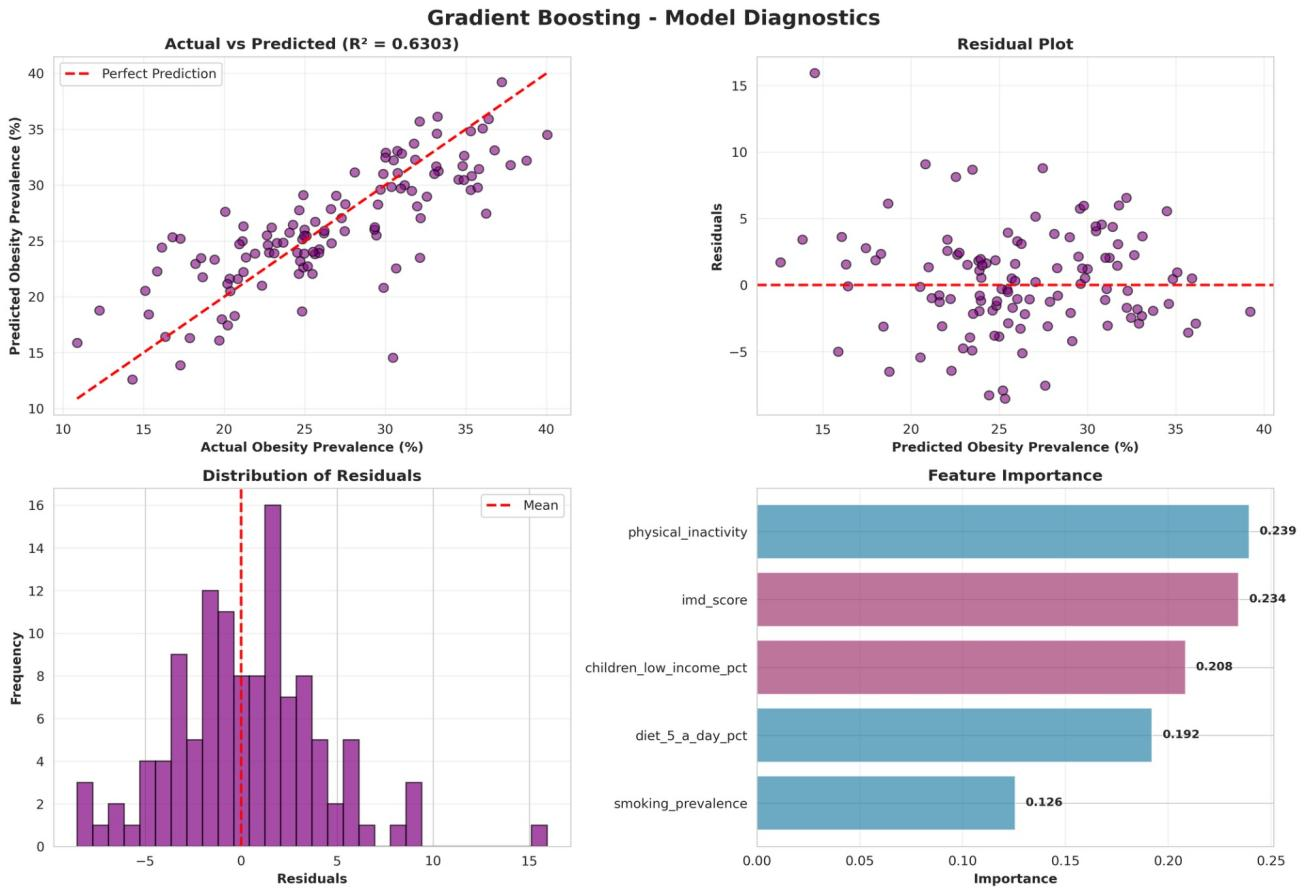 Gradient Boosting - Model Diagnostics
Actual vs Predicted (R² = 0.6303)
Perfect Prediction
40
35
30
25
20
15
10
10 15 20 25 30 35 40
Predicted Obesity Prevalence (%)
Actual Obesity Prevalence (%)
Residual Plot
15
10
5
0
−5
15 20 25 30 35 40
Residuals
Predicted Obesity Prevalence (%)
Distribution of Residuals
Mean
16
14
12
10
8
6
4
2
0
−5 0 5 10 15
Frequency
Residuals
Feature Importance
physical_inactivity 0.239
imd_score 0.234
children_low_income_pct 0.208
diet_5_a_day_pct 0.192
smoking_prevalence 0.126
0.00 0.05 0.10 0.15 0.20 0.25
Importance